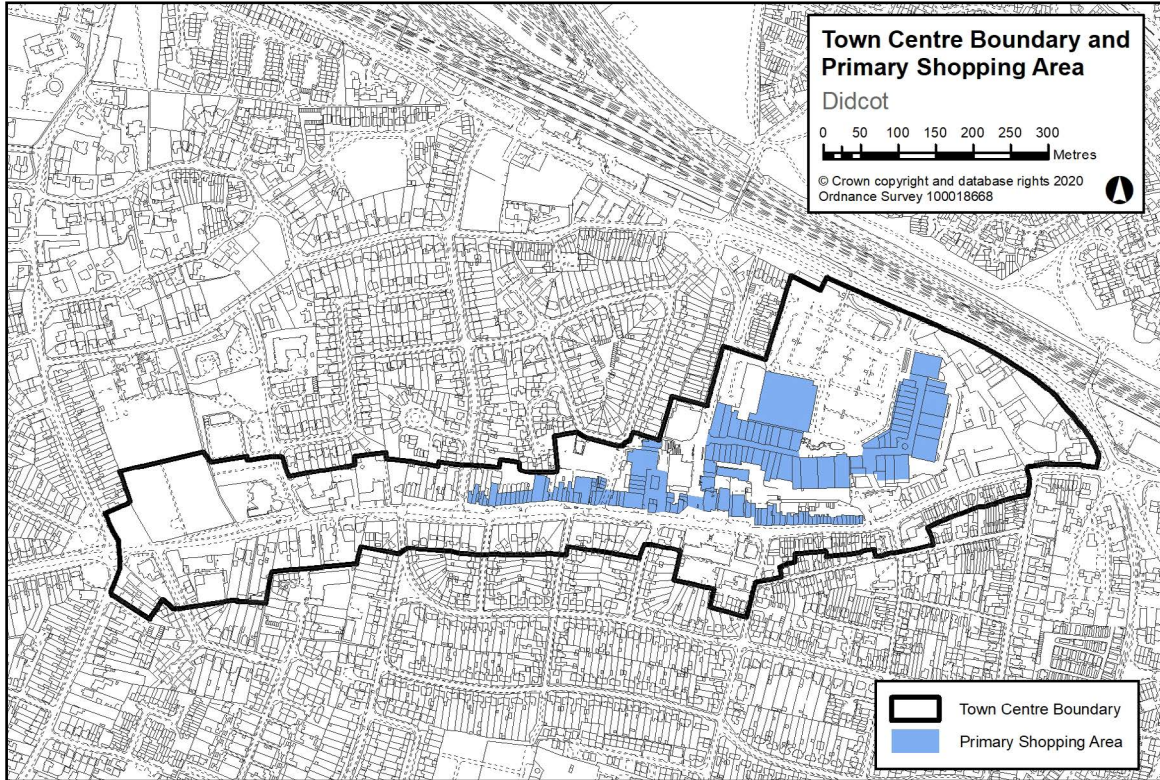 Town Centre Boundary and
Primary Shopping Area
Didcot
0 50 100 150 200 250 300
Metres
© Crown copyright and database rights 2020
Ordnance Survey 100018668
Town Centre Boundary
Primary Shopping Area